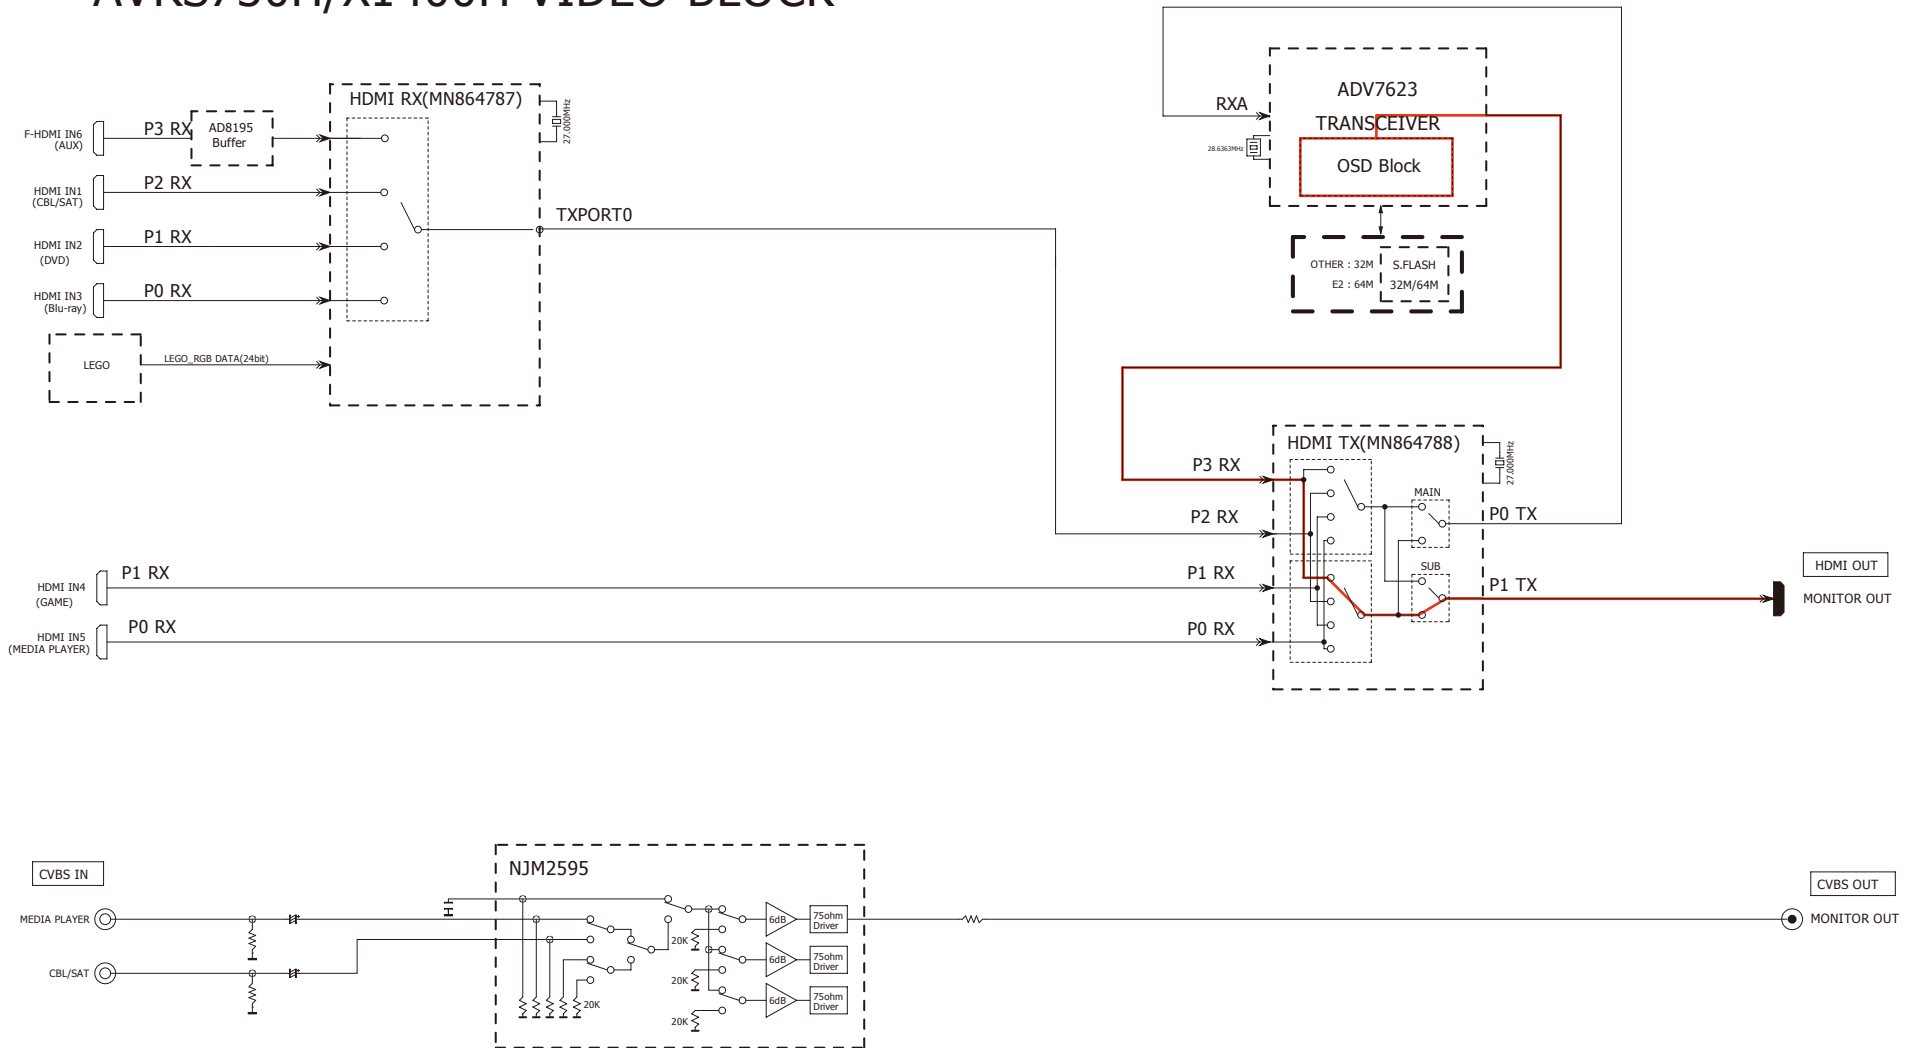 VIDEO BLOCK
RXA
ADV7623
TRANSCEIVER
OSD Block
28.6363MHz
OTHER : 32M
E2 : 64M
S.FLASH
32M/64M
HDMI RX(MN864787)
27.000MHz
F-HDMI IN6
(AUX)
P3 RX
AD8195
Buffer
HDMI IN1
(CBL/SAT)
P2 RX
HDMI IN2
(DVD)
P1 RX
HDMI IN3
(Blu-ray)
P0 RX
LEGO
LEGO_RGB DATA(24bit)
TXPORT0
HDMI TX(MN864788)
27.000MHz
P3 RX
P2 RX
P1 RX
P0 RX
MAIN
SUB
P0 TX
P1 TX
HDMI OUT
MONITOR OUT
HDMI IN4
(GAME)
P1 RX
HDMI IN5
(MEDIA PLAYER)
P0 RX
CVBS IN
MEDIA PLAYER
CBL/SAT
NJM2595
20K
20K
20K
20K
6dB
75ohm
Driver
6dB
75ohm
Driver
6dB
75ohm
Driver
CVBS OUT
MONITOR OUT